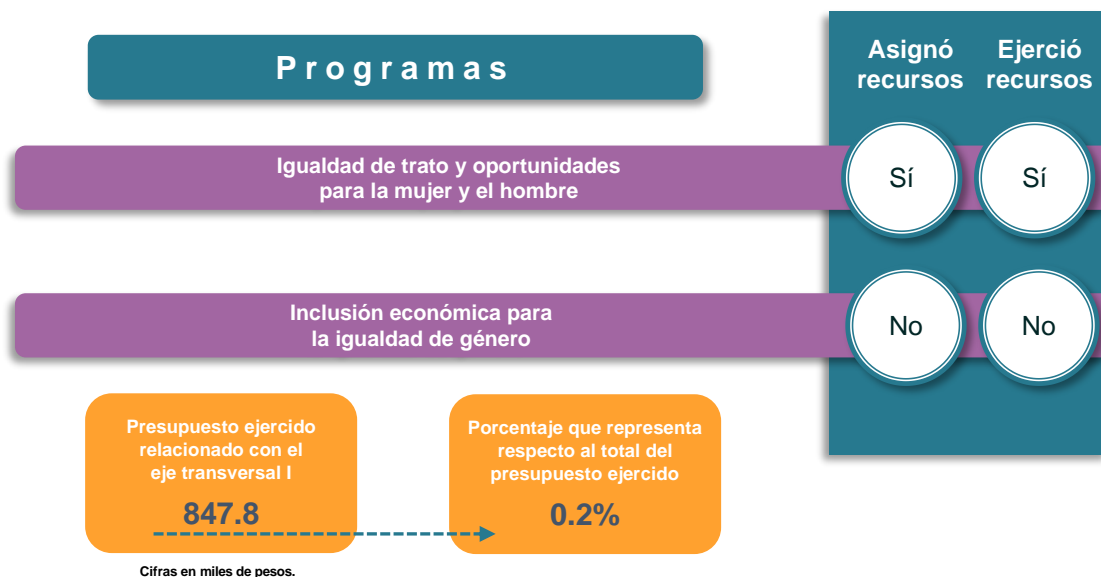 Programas
Asignó
recursos
Ejerció
recursos
Igualdad de trato y oportunidades
para la mujer y el hombre
Sí
Sí
Inclusión económica para
la igualdad de género
No
No
Presupuesto ejercido
relacionado con el
eje transversal I
847.8
Porcentaje que representa
respecto al total del
presupuesto ejercido
0.2%
Cifras en miles de pesos.